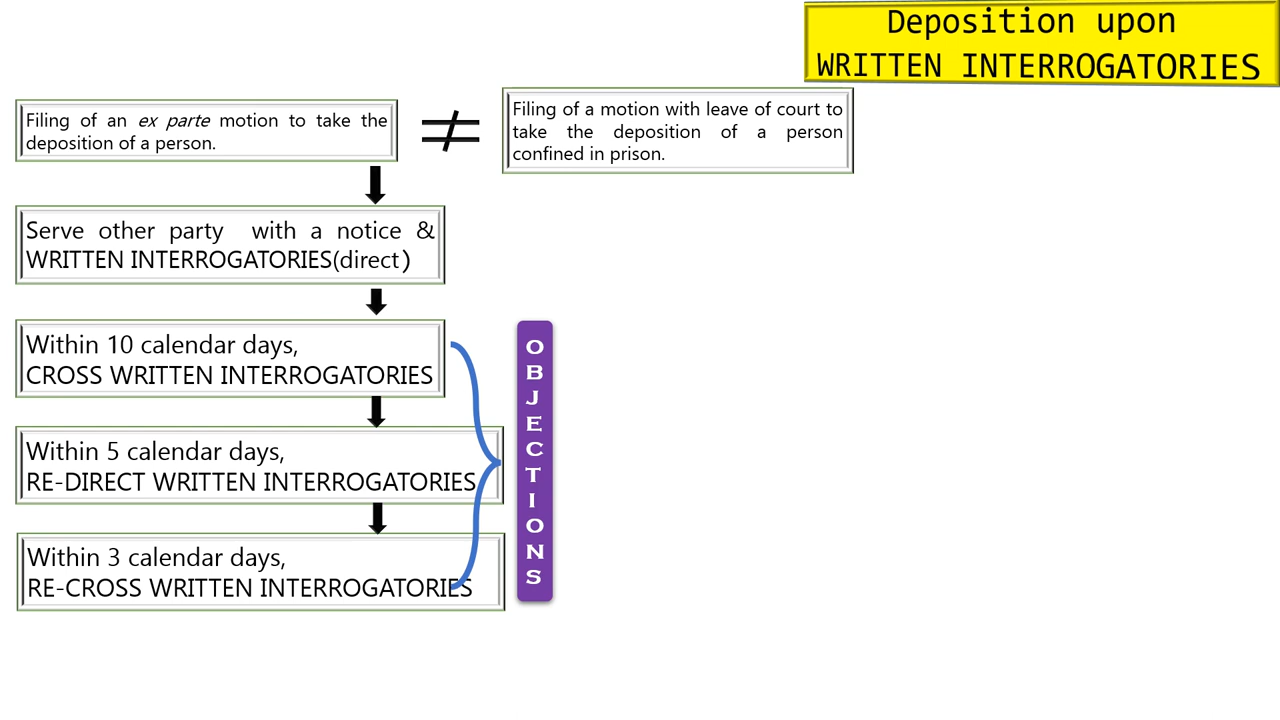 Deposition upon
WRITTEN INTERROGATORIES
Filing of an ex parte motion to take the
deposition of a person.
≠
Filing of a motion with leave of court to
take the deposition of a person
confined in prison.
Serve other party with a notice &
WRITTEN INTERROGATORIES(direct)
Within 10 calendar days,
CROSS WRITTEN INTERROGATORIES
Within 5 calendar days,
RE-DIRECT WRITTEN INTERROGATORIES
Within 3 calendar days,
RE-CROSS WRITTEN INTERROGATORIES
OBJECTIONS